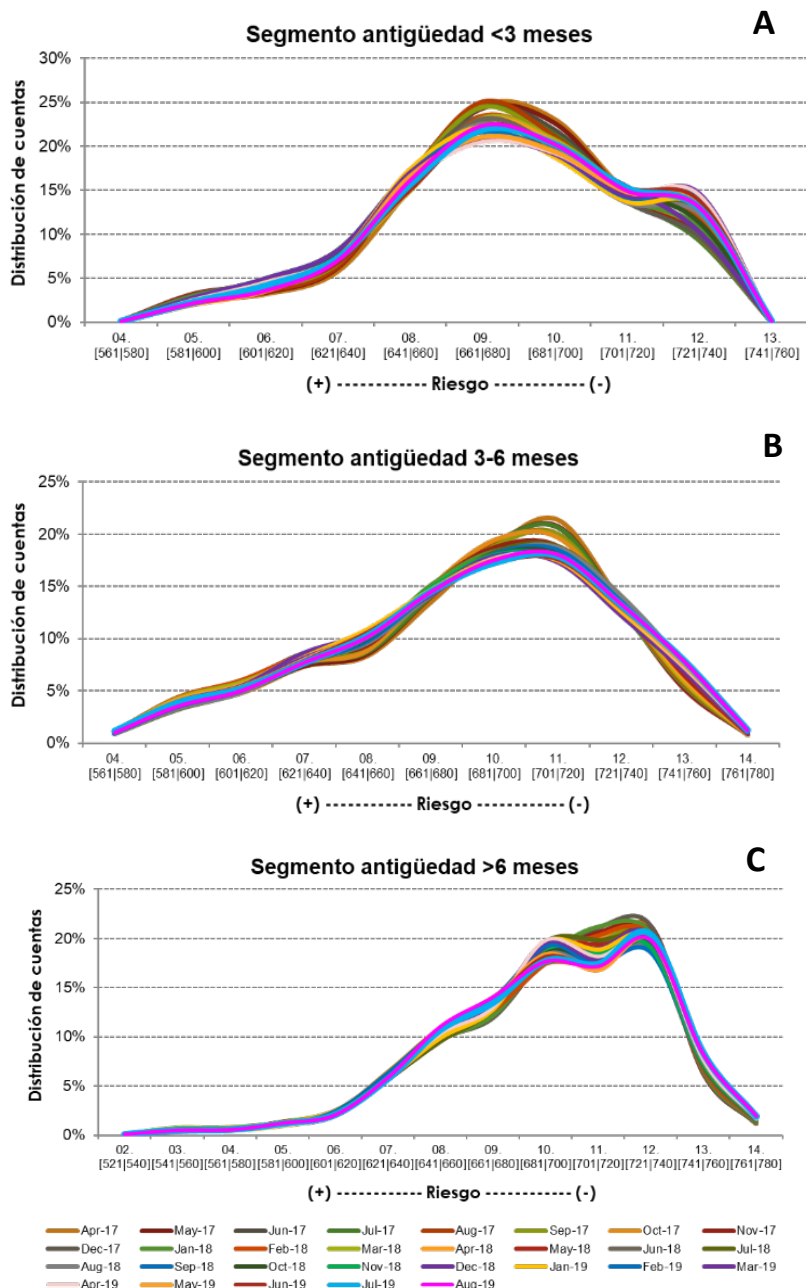 A
Segmento antigüedad <3 meses
Distribución de cuentas
30%
25%
20%
15%
10%
5%
0%
04. 05. 06. 07. 08. 09. 10. 11. 12. 13.
[561|580] [581|600] [601|620] [621|640] [641|660] [661|680] [681|700] [701|720] [721|740] [741|760]
(+) ------------ Riesgo ----------- (-)
B
Segmento antigüedad 3-6 meses
Distribución de cuentas
25%
20%
15%
10%
5%
0%
04. 05. 06. 07. 08. 09. 10. 11. 12. 13. 14.
[561|580] [581|600] [601|620] [621|640] [641|660] [661|680] [681|700] [701|720] [721|740] [741|760] [761|780]
(+) ------------ Riesgo ----------- (-)
C
Segmento antigüedad >6 meses
Distribución de cuentas
25%
20%
15%
10%
5%
0%
02. 03. 04. 05. 06. 07. 08. 09. 10. 11. 12. 13. 14.
[521|540] [541|560] [561|580] [581|600] [601|620] [621|640] [641|660] [661|680] [681|700] [701|720] [721|740] [741|760] [761|780]
(+) ------------ Riesgo ----------- (-)
Apr-17 May-17 Jun-17 Jul-17 Aug-17 Sep-17 Oct-17 Nov-17
Dec-17 Jan-18 Feb-18 Mar-18 Apr-18 May-18 Jun-18 Jul-18
Aug-18 Sep-18 Oct-18 Nov-18 Dec-18 Jan-19 Feb-19 Mar-19
Apr-19 May-19 Jun-19 Jul-19 Aug-19